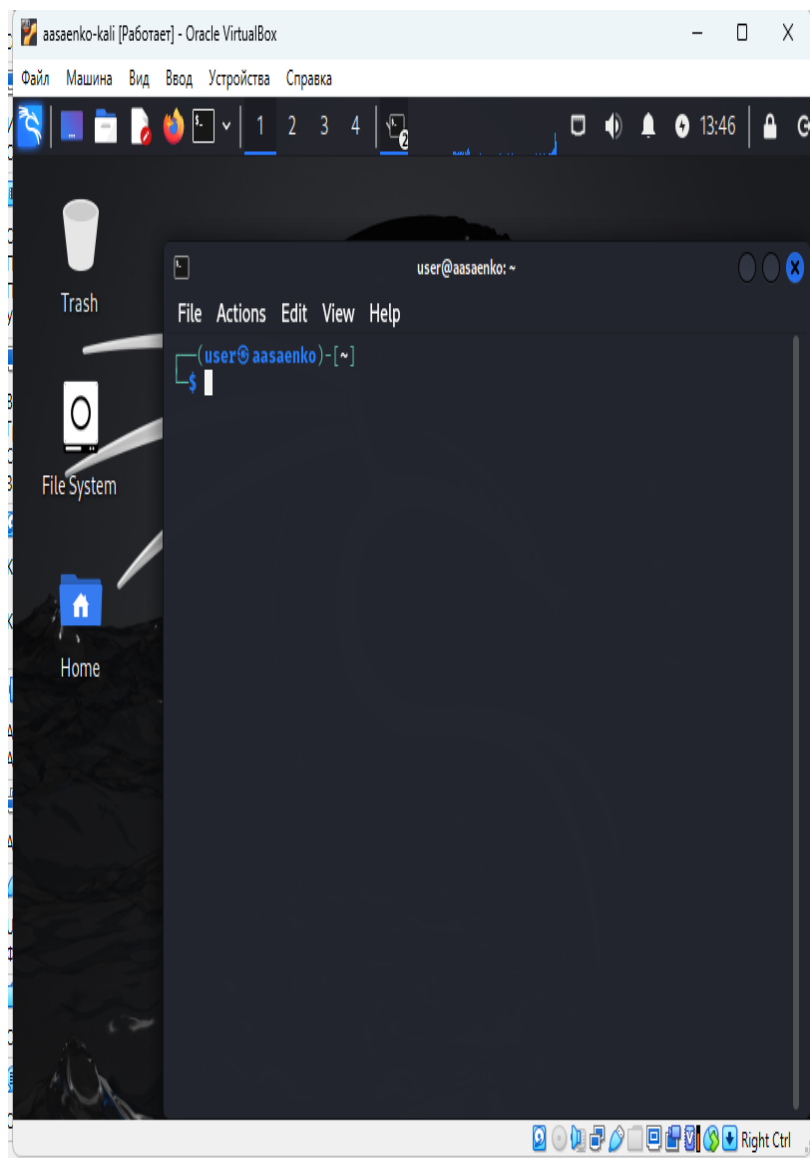 aasaenko-kali [Работает] - Oracle VirtualBox
Файл Машина Вид Ввод Устройства Справка
1 2 3 4 2 13:46
user@aasaenko: ~
Trash
File Actions Edit View Help
(user㉿aasaenko)-[~]
$
File System
Home
Right Ctrl